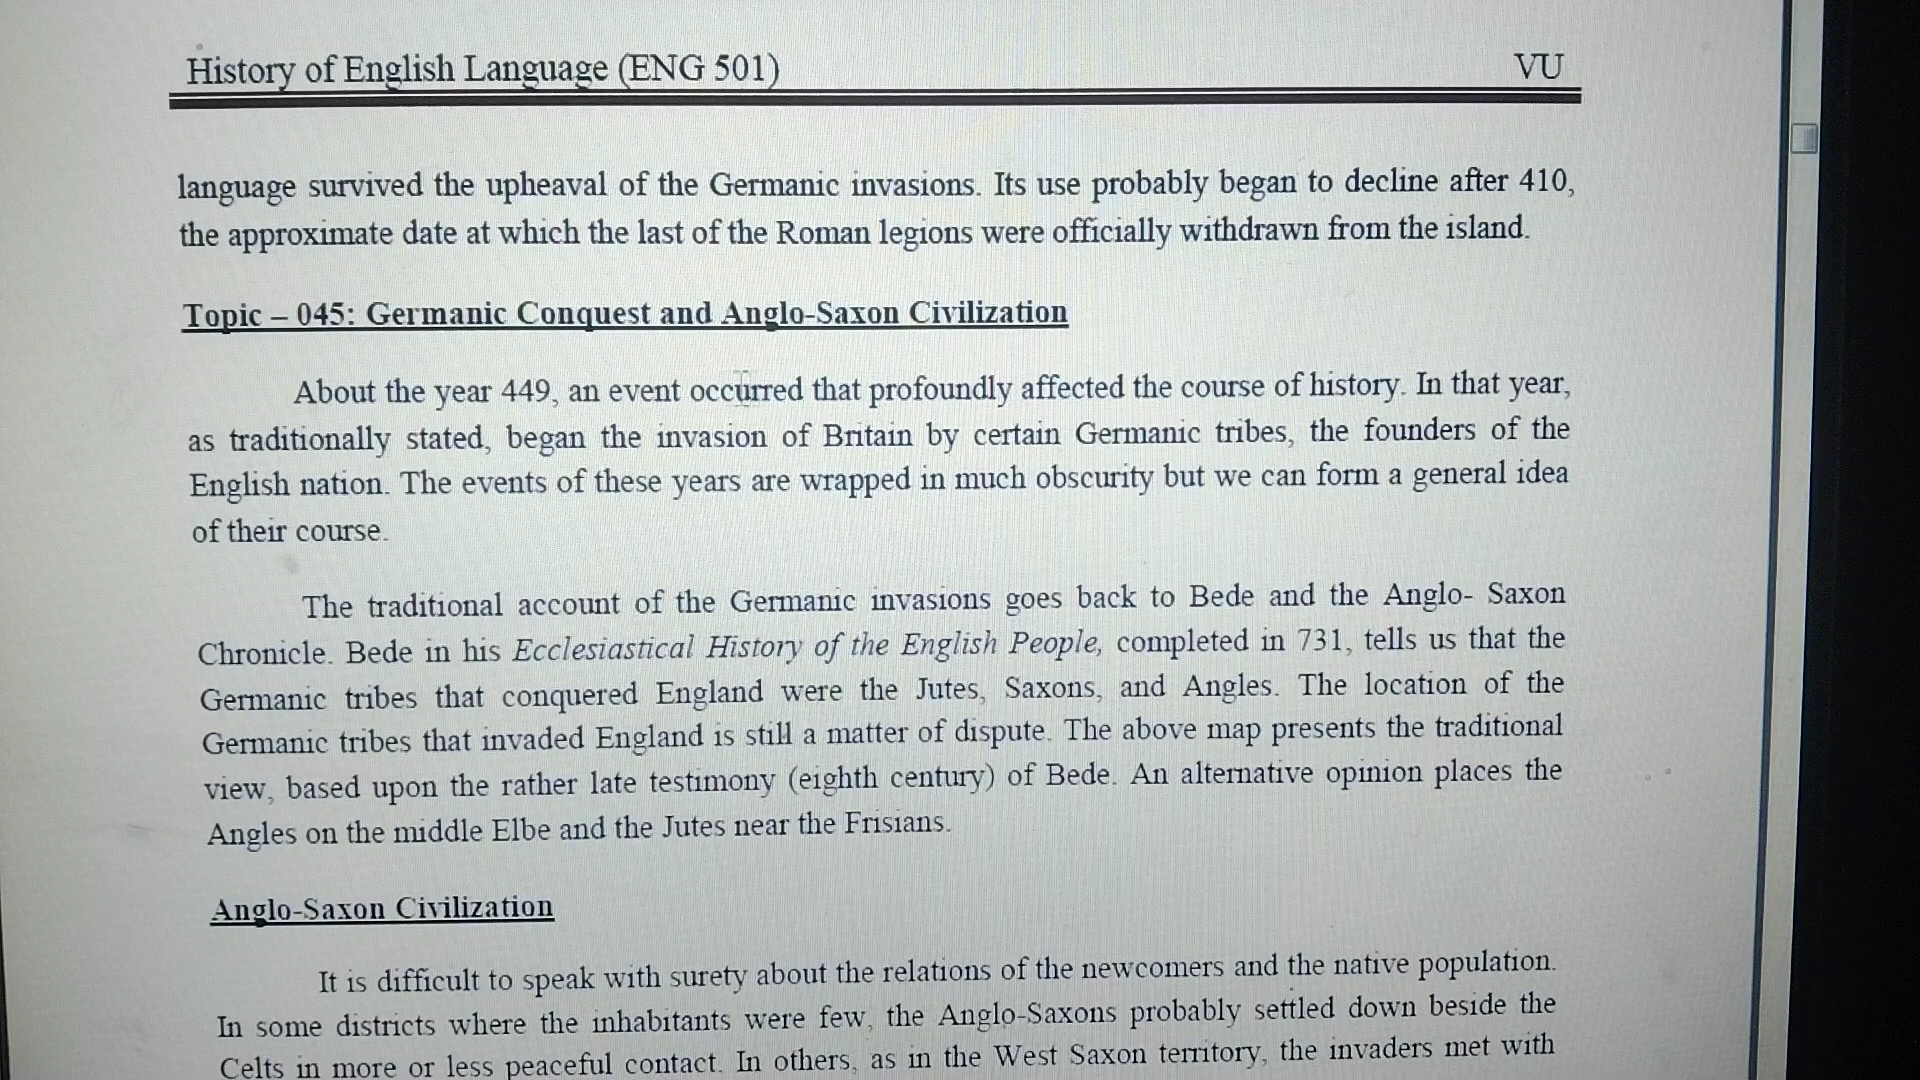 History of English Language (ENG 501) VU
language survived the upheaval of the Germanic invasions. Its use probably began to decline after 410,
the approximate date at which the last of the Roman legions were officially withdrawn from the island.
Topic – 045: Germanic Conquest and Anglo-Saxon Civilization
About the year 449, an event occurred that profoundly affected the course of history. In that year,
as traditionally stated, began the invasion of Britain by certain Germanic tribes, the founders of the
English nation. The events of these years are wrapped in much obscurity but we can form a general idea
of their course.
The traditional account of the Germanic invasions goes back to Bede and the Anglo- Saxon
Chronicle. Bede in his Ecclesiastical History of the English People, completed in 731, tells us that the
Germanic tribes that conquered England were the Jutes, Saxons, and Angles. The location of the
Germanic tribes that invaded England is still a matter of dispute. The above map presents the traditional
view, based upon the rather late testimony (eighth century) of Bede. An alternative opinion places the
Angles on the middle Elbe and the Jutes near the Frisians.
Anglo-Saxon Civilization
It is difficult to speak with surety about the relations of the newcomers and the native population.
In some districts where the inhabitants were few, the Anglo-Saxons probably settled down beside the
Celts in more or less peaceful contact. In others, as in the West Saxon territory, the invaders met with